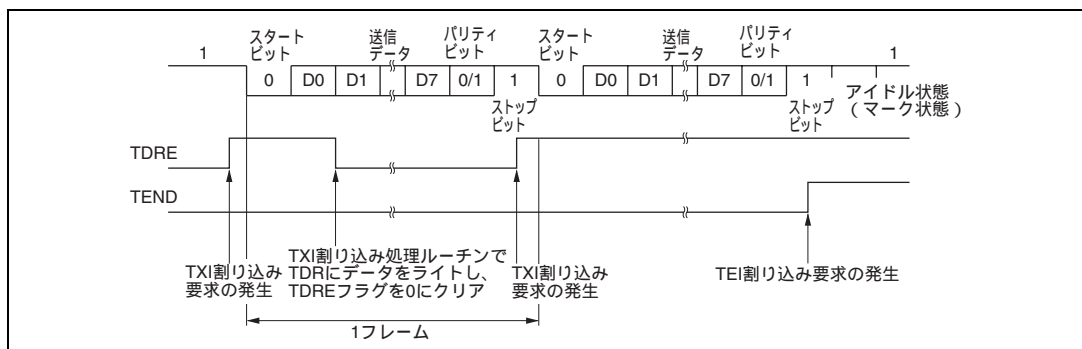 1
スタート
ビット
送信
データ
パリティ
ビット
スタート
ビット
送信
データ
パリティ
ビット
1
0 D0 D1 D7 0/1 1 0 D0 D1 D7 0/1 1
ストップ
ビット
ストップ
ビット
アイドル状態
（マーク状態）
TDRE
TEND
TXI割り込み
要求の発生
TXI割り込み処理ルーチンで
TDRにデータをライトし、
TDREフラグを0にクリア
TXI割り込み
要求の発生
TEI割り込み要求の発生
1フレーム